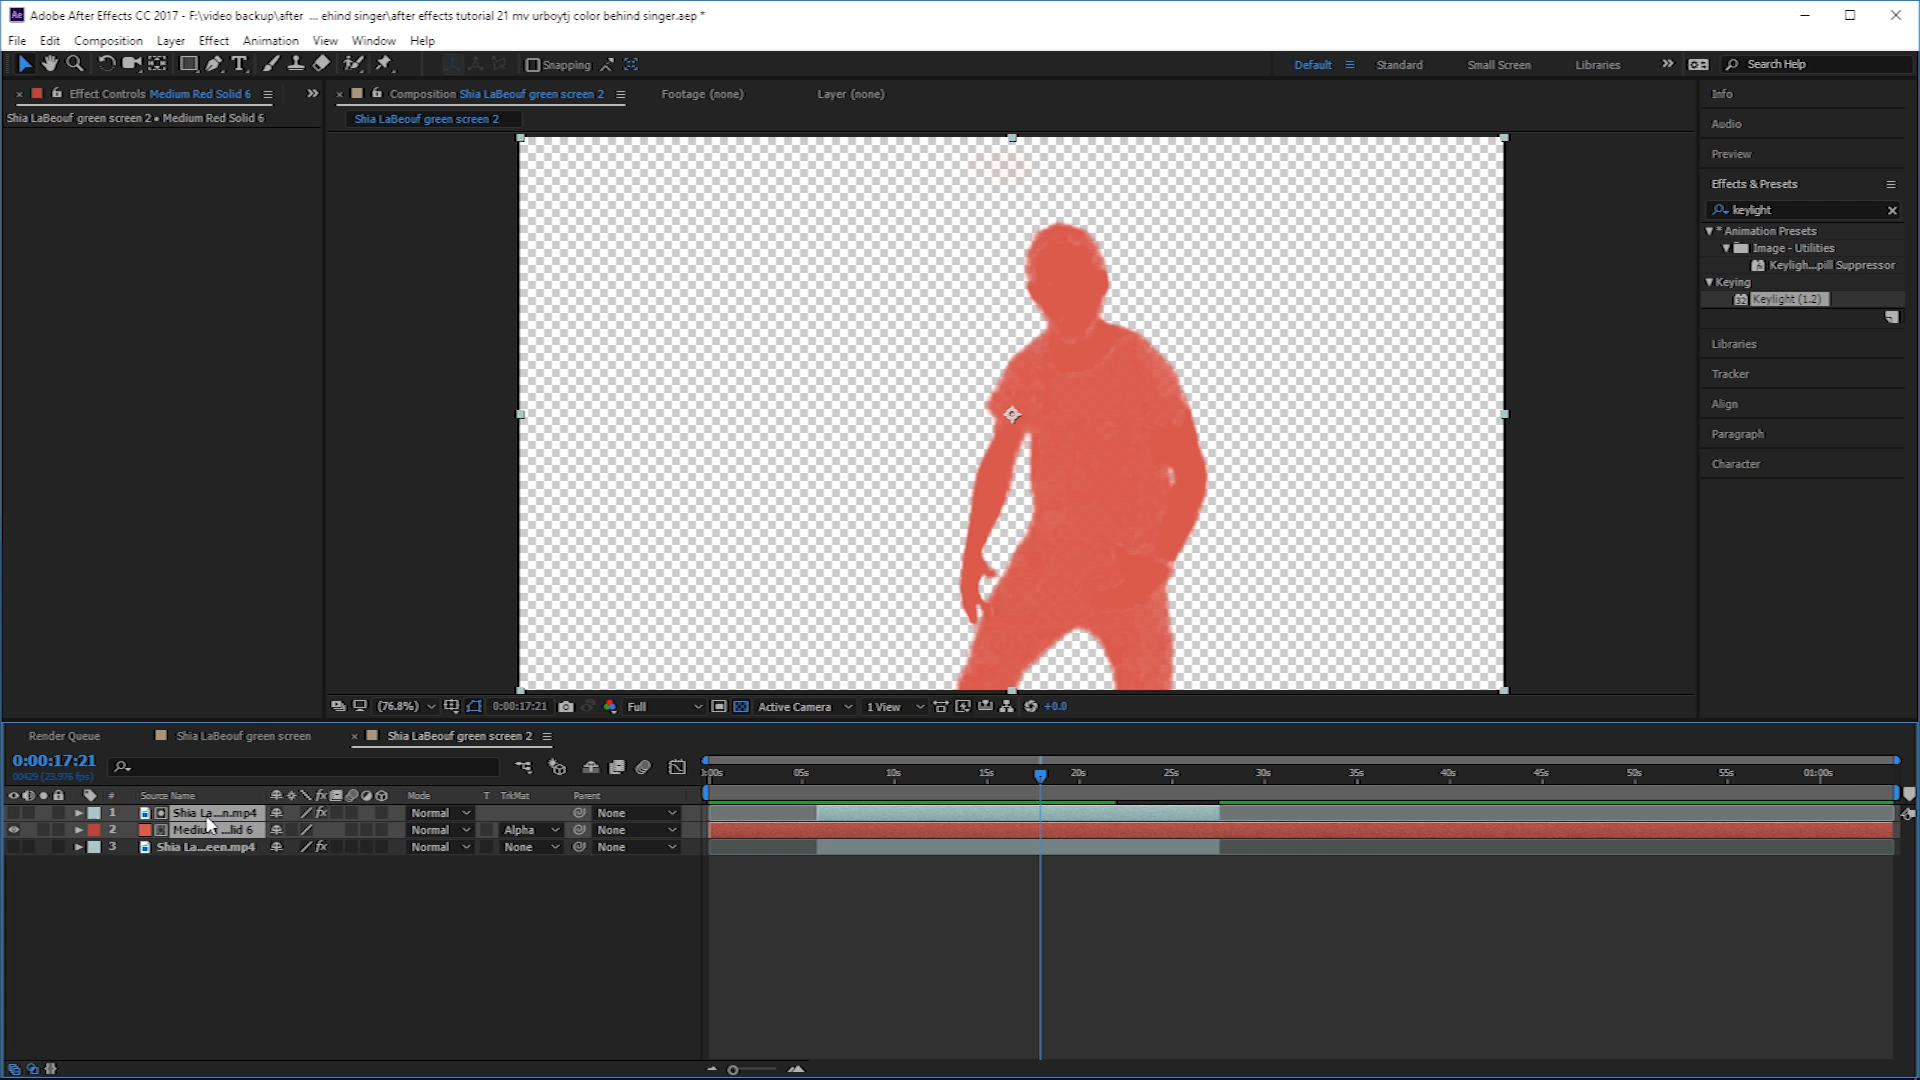 Adobe After Effects CC 2017 - F:\video backup\after ... ehind singer\after effects tutorial 21 mv urboytj color behind singer.aep *
File Edit Composition Layer Effect Animation View Window Help
Snapping Default Standard Small Screen Libraries Search Help
Effect Controls Medium Red Solid 6
Shia LaBeouf green screen 2 • Medium Red Solid 6
Composition Shia LaBeouf green screen 2 Footage (none) Layer (none)
Shia LaBeouf green screen 2
Info
Audio
Preview
Effects & Presets
keylight
* Animation Presets
Image - Utilities
Keyligh...pill Suppressor
Keying
Keylight (1.2)
Libraries
Tracker
Align
Paragraph
Character
(76.8%) 0:00:17:21 Full Active Camera 1 View +0.0
Render Queue Shia LaBeouf green screen Shia LaBeouf green screen 2
0:00:17:21
00429 (23.976 fps)
# Source Name Mode T TrkMat Parent
1 Shia La...n.mp4 Normal None
2 Mediu... ...lid 6 Normal Alpha None
3 Shia La...een.mp4 Normal None None
):00s 05s 10s 15s 20s 25s 30s 35s 40s 45s 50s 55s 01:00s